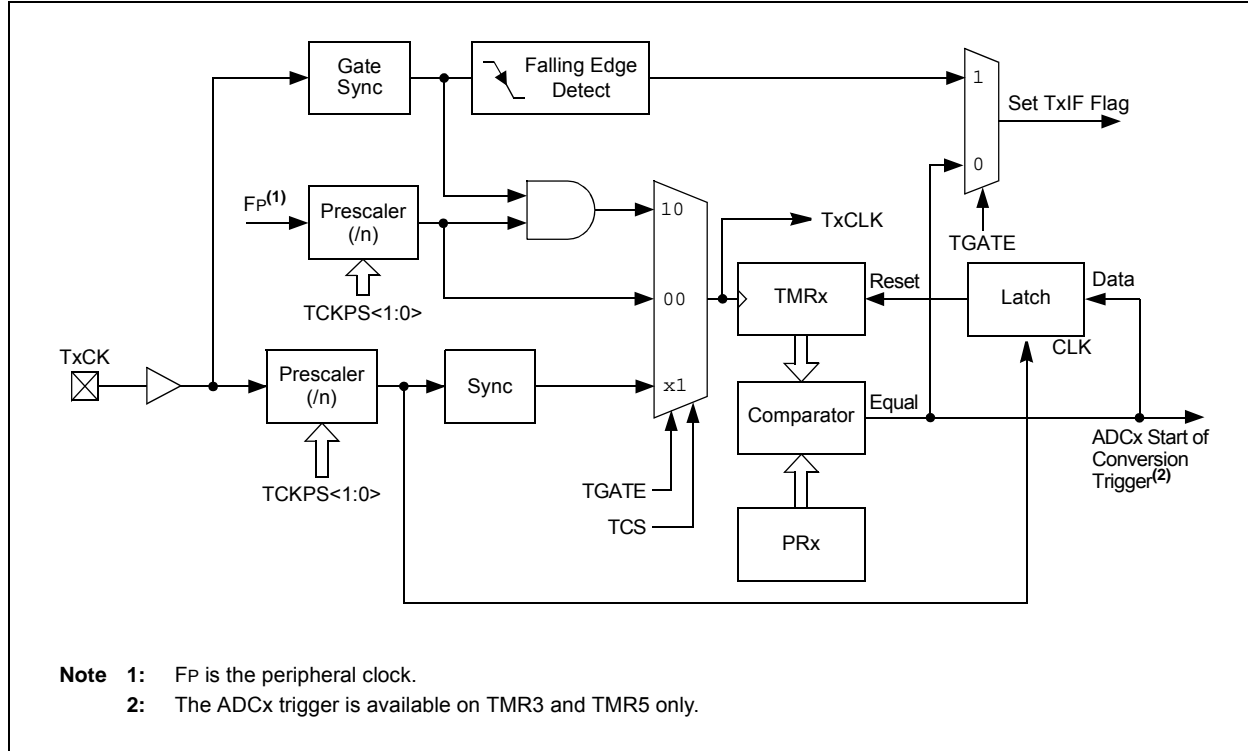 Gate
Sync
Falling Edge
Detect
1
Set TxIF Flag
0
FP(1)
Prescaler
(/n)
10
TxCLK
TGATE
TCKPS<1:0>
00
TMRx
Reset
Latch
Data
CLK
TxCK
Prescaler
(/n)
Sync
x1
Comparator
Equal
ADCx Start of
Conversion
Trigger(2)
TCKPS<1:0>
TGATE
TCS
PRx
Note 1: FP is the peripheral clock.
2: The ADCx trigger is available on TMR3 and TMR5 only.